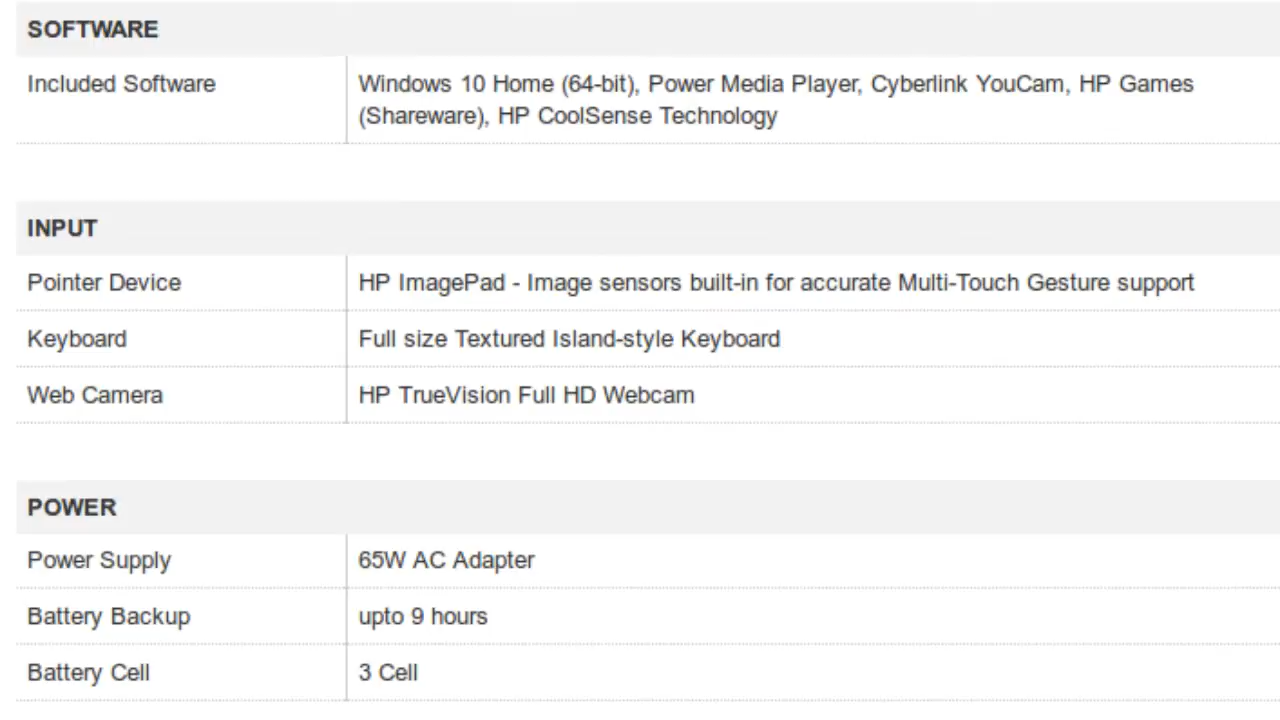 SOFTWARE
Included Software Windows 10 Home (64-bit), Power Media Player, Cyberlink YouCam, HP Games
(Shareware), HP CoolSense Technology
INPUT
Pointer Device HP ImagePad - Image sensors built-in for accurate Multi-Touch Gesture support
Keyboard Full size Textured Island-style Keyboard
Web Camera HP TrueVision Full HD Webcam
POWER
Power Supply 65W AC Adapter
Battery Backup upto 9 hours
Battery Cell 3 Cell